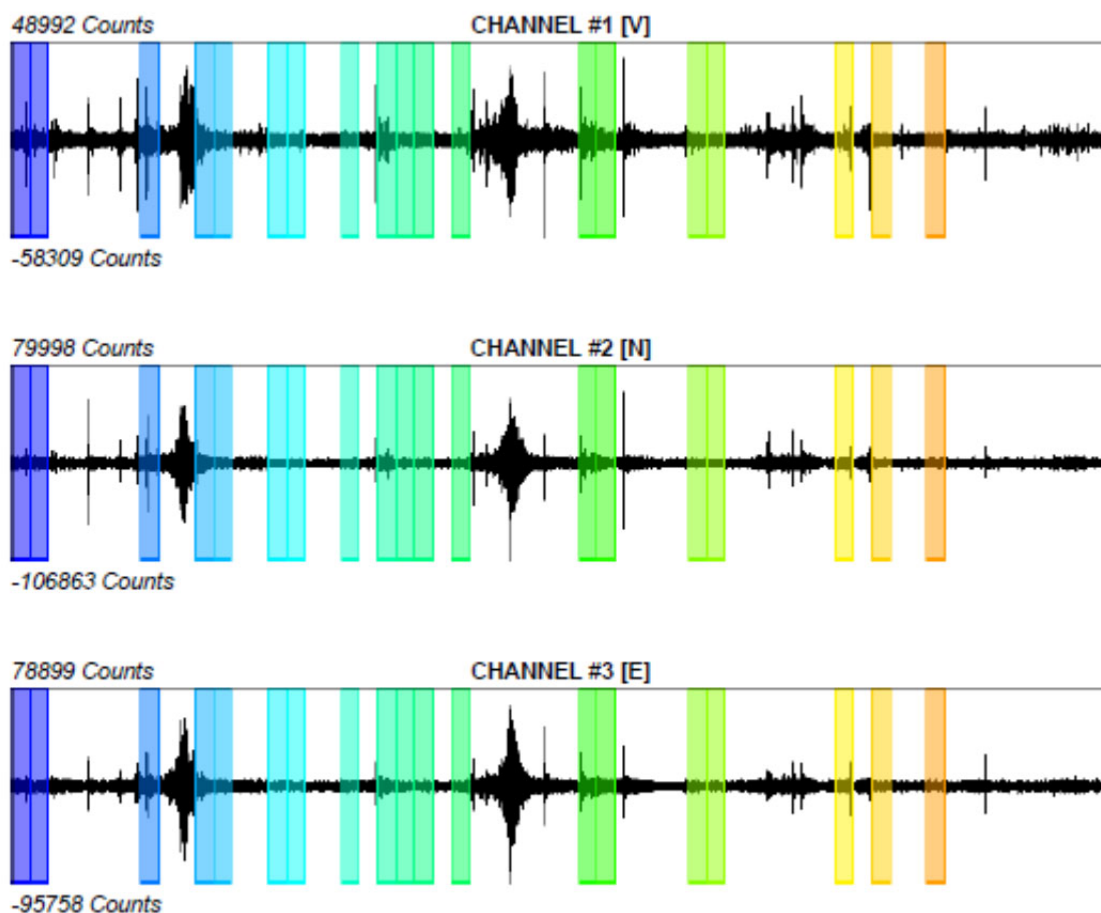 48992 Counts
CHANNEL #1 [V]
-58309 Counts
79998 Counts
CHANNEL #2 [N]
-106863 Counts
78899 Counts
CHANNEL #3 [E]
-95758 Counts